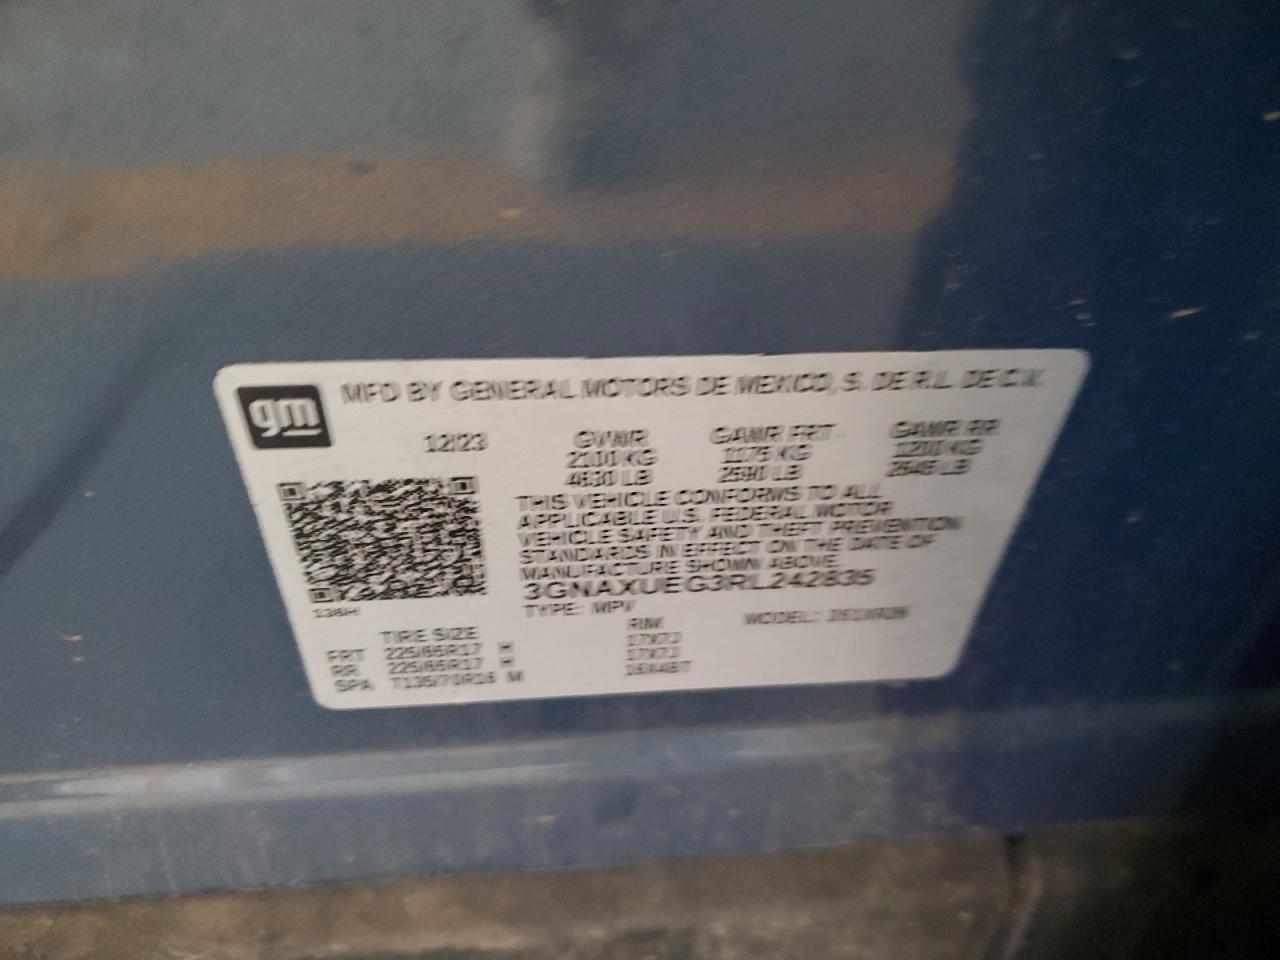 gm
MFD BY GENERAL MOTORS DE MEXICO, S. DE R.L. DE C.V.
12/23 GVWR GAWR FRT GAWR RR
2100 KG 1175 KG 1200 KG
4630 LB 2590 LB 2645 LB
THIS VEHICLE CONFORMS TO ALL
APPLICABLE U.S. FEDERAL MOTOR
VEHICLE SAFETY AND THEFT PREVENTION
STANDARDS IN EFFECT ON THE DATE OF
MANUFACTURE SHOWN ABOVE.
3GNAXUEG3RL242835
136H TYPE: MPV MODEL:
TIRE SIZE RIM
FRT 225/65R17 H 17X7J
RR 225/65R17 H 17X7J
SPA T135/70R16 M 16X4BT